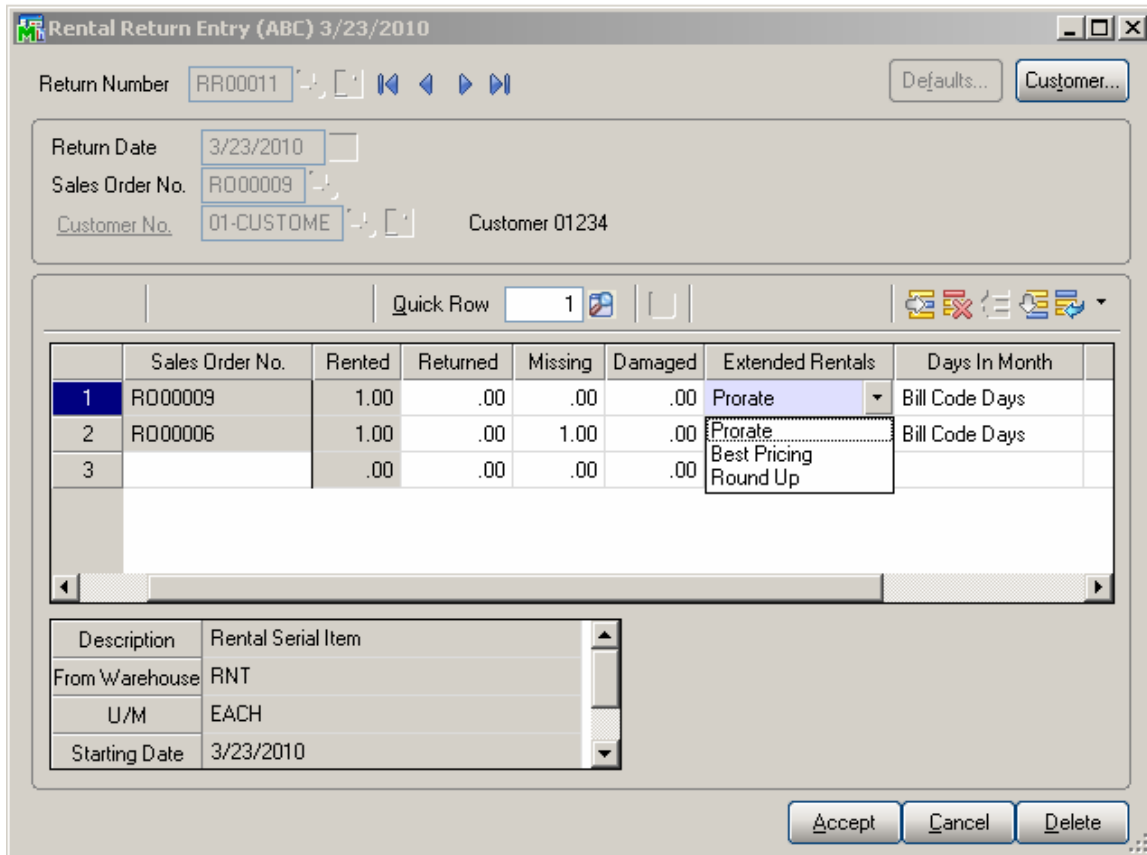 Rental Return Entry (ABC) 3/23/2010
Return Number RR00011 Defaults... Customer...
Return Date 3/23/2010
Sales Order No. RO00009
Customer No. 01-CUSTOME Customer 01234
Quick Row 1
Sales Order No. Rented Returned Missing Damaged Extended Rentals Days In Month
1 RO00009 1.00 .00 .00 .00 Prorate Bill Code Days
2 RO00006 1.00 .00 1.00 .00 Prorate Bill Code Days
Best Pricing
3 .00 .00 .00 .00 Round Up
Description Rental Serial Item
From Warehouse RNT
U/M EACH
Starting Date 3/23/2010
Accept Cancel Delete